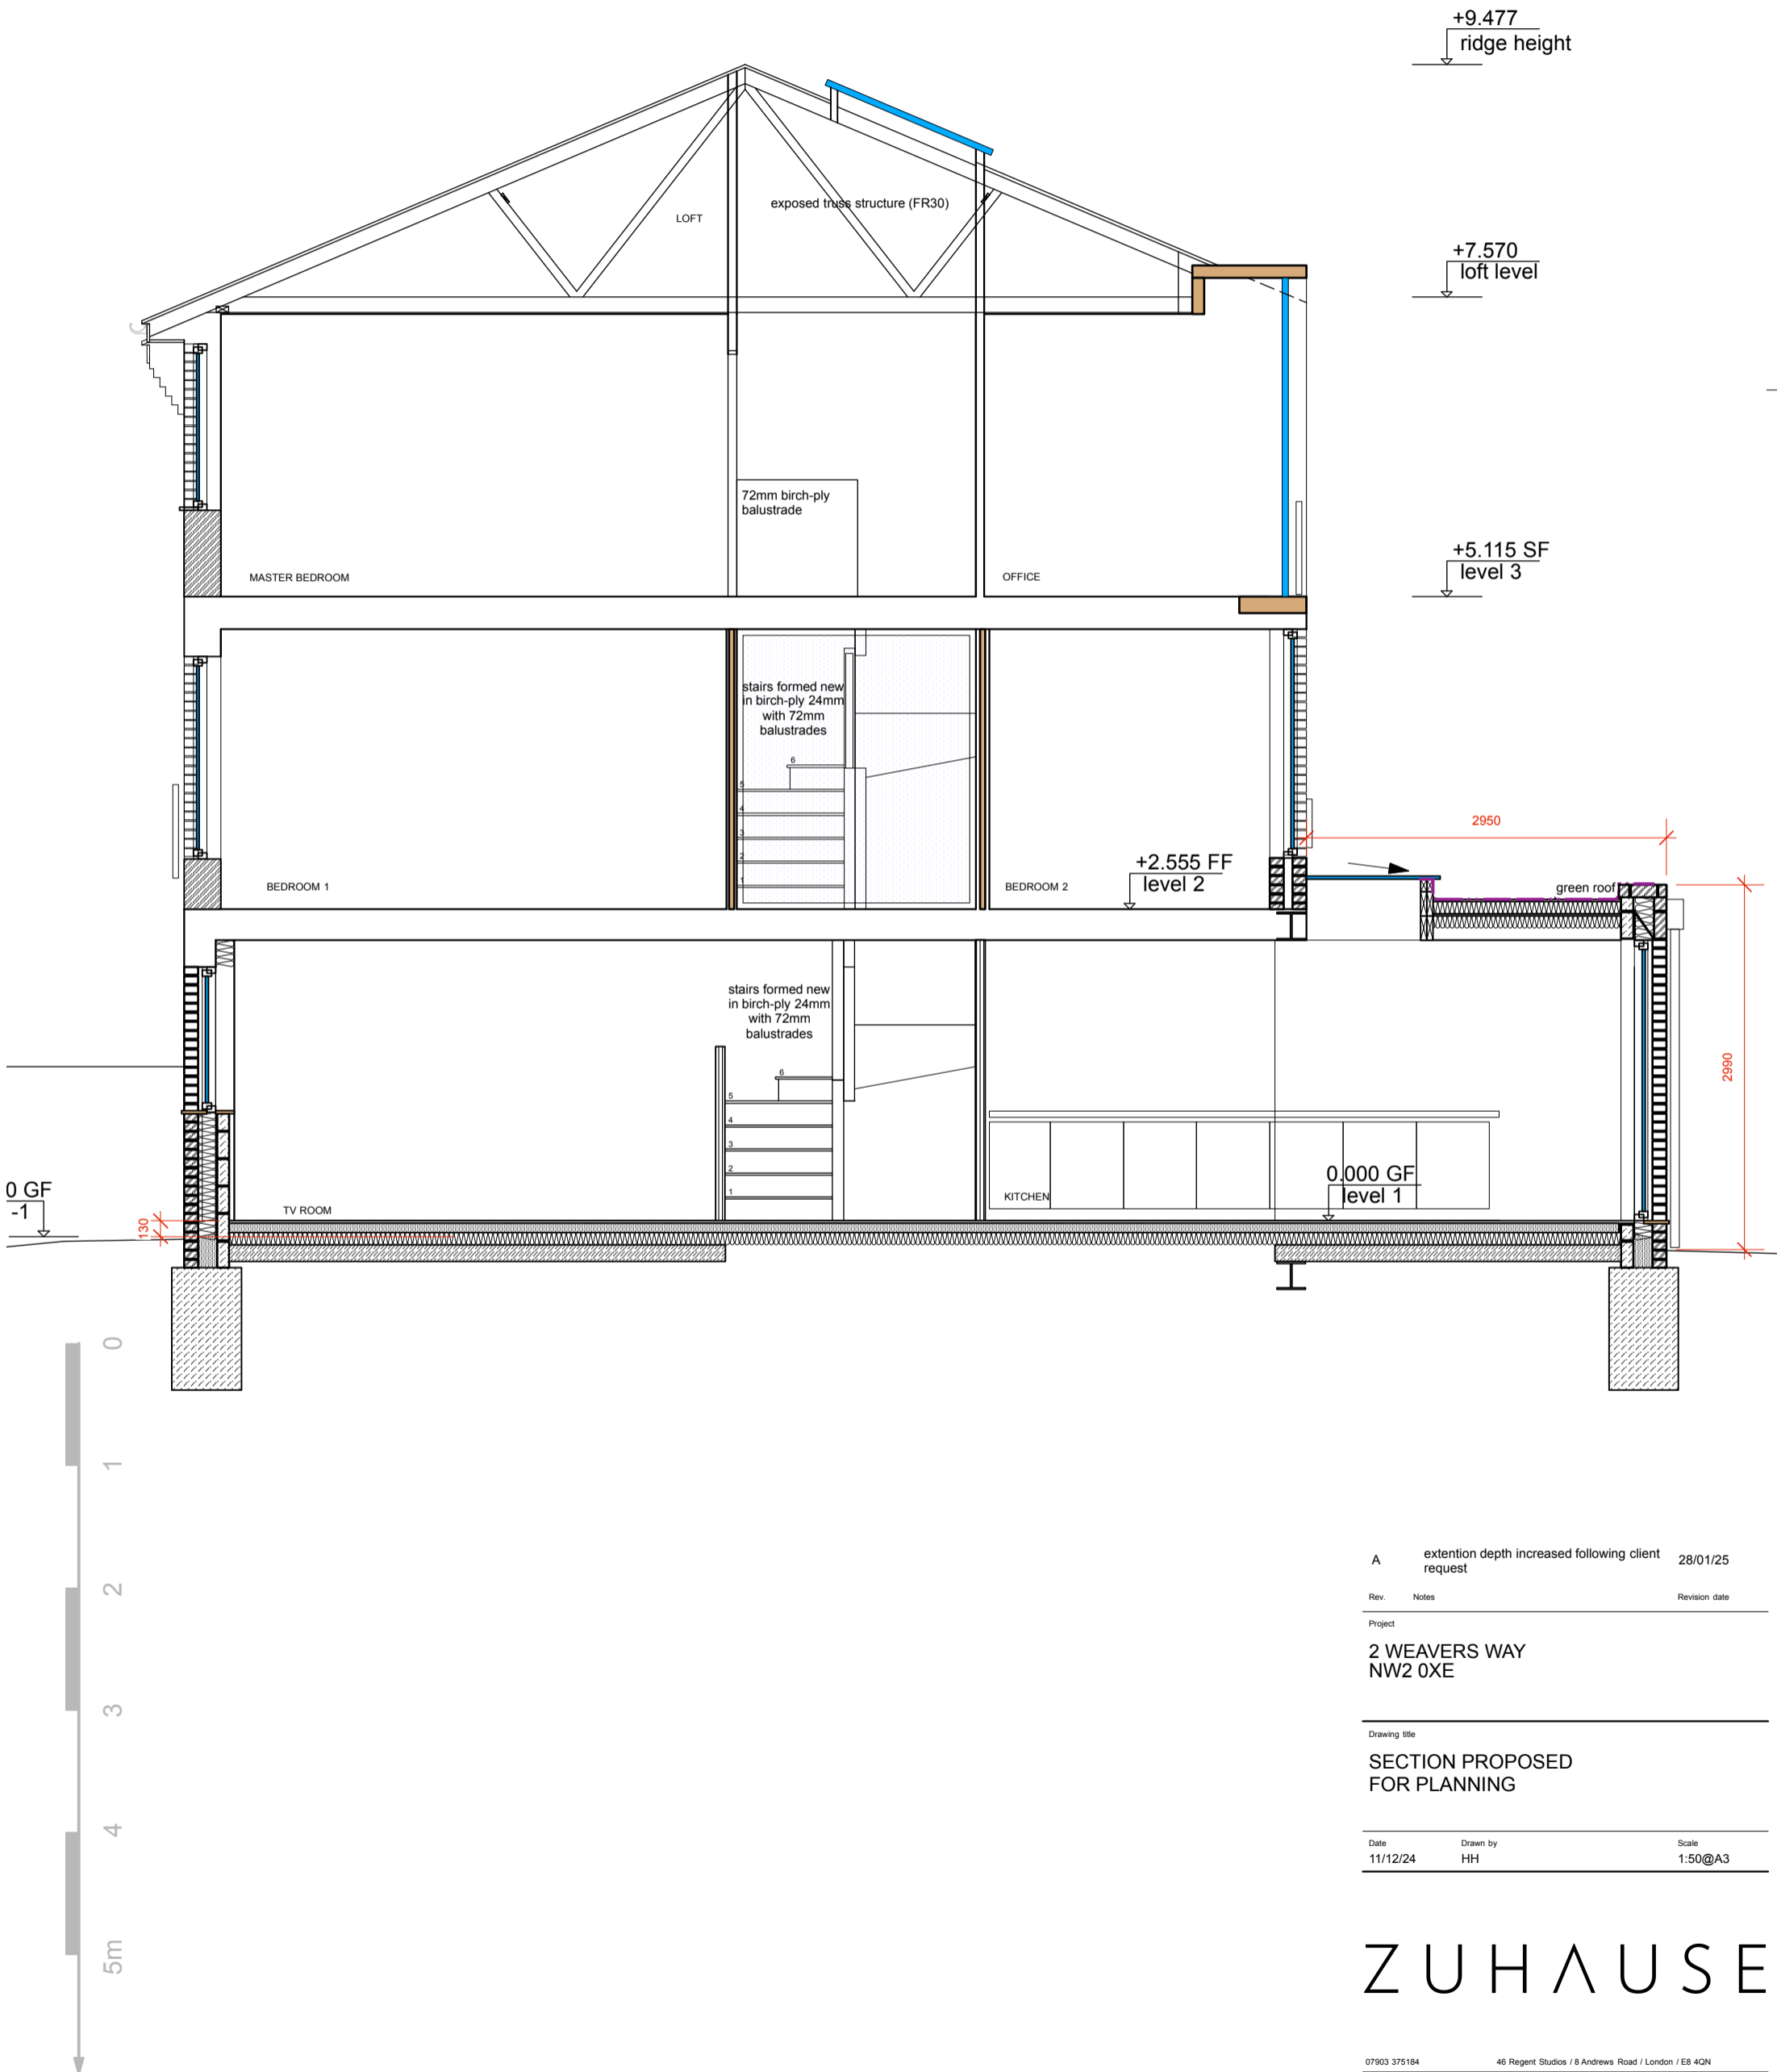 +9.477
ridge height
exposed truss structure (FR30)
LOFT
+7.570
loft level
72mm birch-ply
balustrade
+5.115 SF
level 3
MASTER BEDROOM
OFFICE
stairs formed new
in birch-ply 24mm
with 72mm
balustrades
6
5
4
3
2
1
2950
+2.555 FF
level 2
BEDROOM 1
BEDROOM 2
green roof
stairs formed new
in birch-ply 24mm
with 72mm
balustrades
6
5
4
3
2
1
2990
0.000 GF
level 1
0 GF
-1
130
TV ROOM
KITCHEN
0
1
2
3
4
5m
A extention depth increased following client
request 28/01/25
Rev. Notes Revision date
Project
2 WEAVERS WAY
NW2 0XE
Drawing title
SECTION PROPOSED
FOR PLANNING
Date Drawn by Scale
11/12/24 HH 1:50@A3
ZUHAUSE
07903 375184 46 Regent Studios / 8 Andrews Road / London / E8 4QN